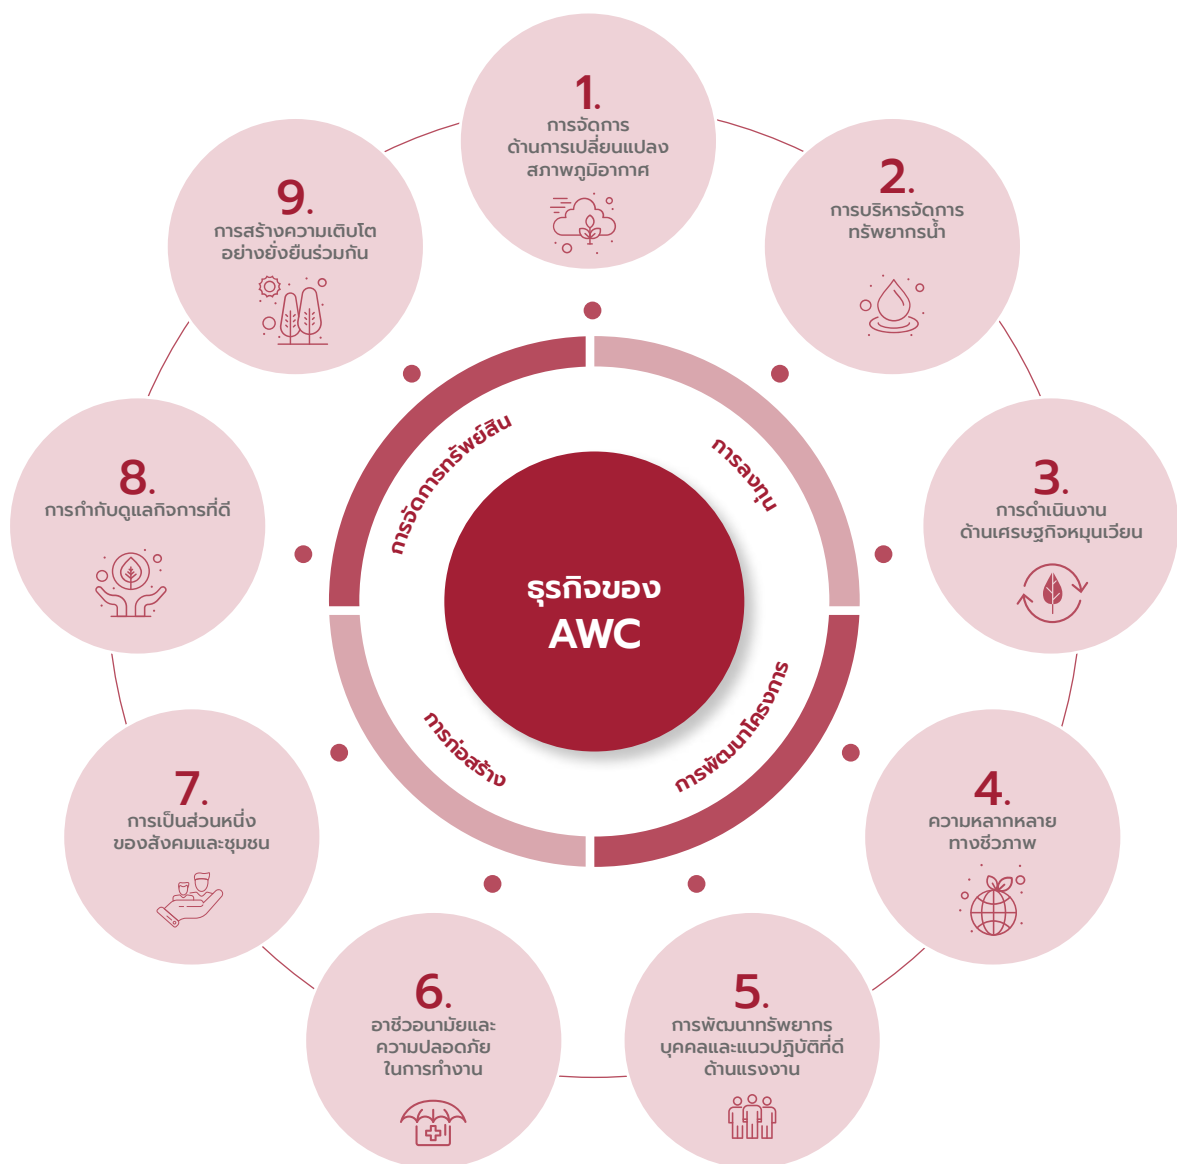 1.
การจัดการ
ด้านการเปลี่ยนแปลง
สภาพภูมิอากาศ
2.
การบริหารจัดการ
ทรัพยากรน้ำ
3.
การดำเนินงาน
ด้านเศรษฐกิจหมุนเวียน
4.
ความหลากหลาย
ทางชีวภาพ
5.
การพัฒนาทรัพยากร
บุคคลและแนวปฏิบัติที่ดี
ด้านแรงงาน
6.
อาชีวอนามัยและ
ความปลอดภัย
ในการทำงาน
7.
การเป็นส่วนหนึ่ง
ของสังคมและชุมชน
8.
การกำกับดูแลกิจการที่ดี
9.
การสร้างความเติบโต
อย่างยั่งยืนร่วมกัน
การจัดการทรัพย์สิน
การลงทุน
การพัฒนาโครงการ
การก่อสร้าง
ธุรกิจของ
AWC